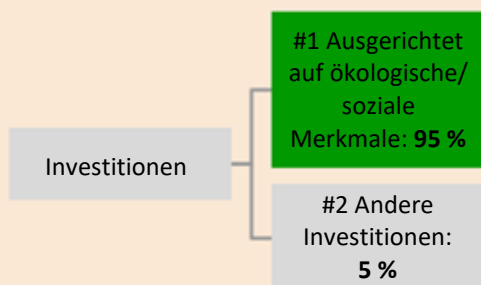 #1 Ausgerichtet
auf ökologische/
soziale
Merkmale: 95 %
Investitionen
#2 Andere
Investitionen:
5 %